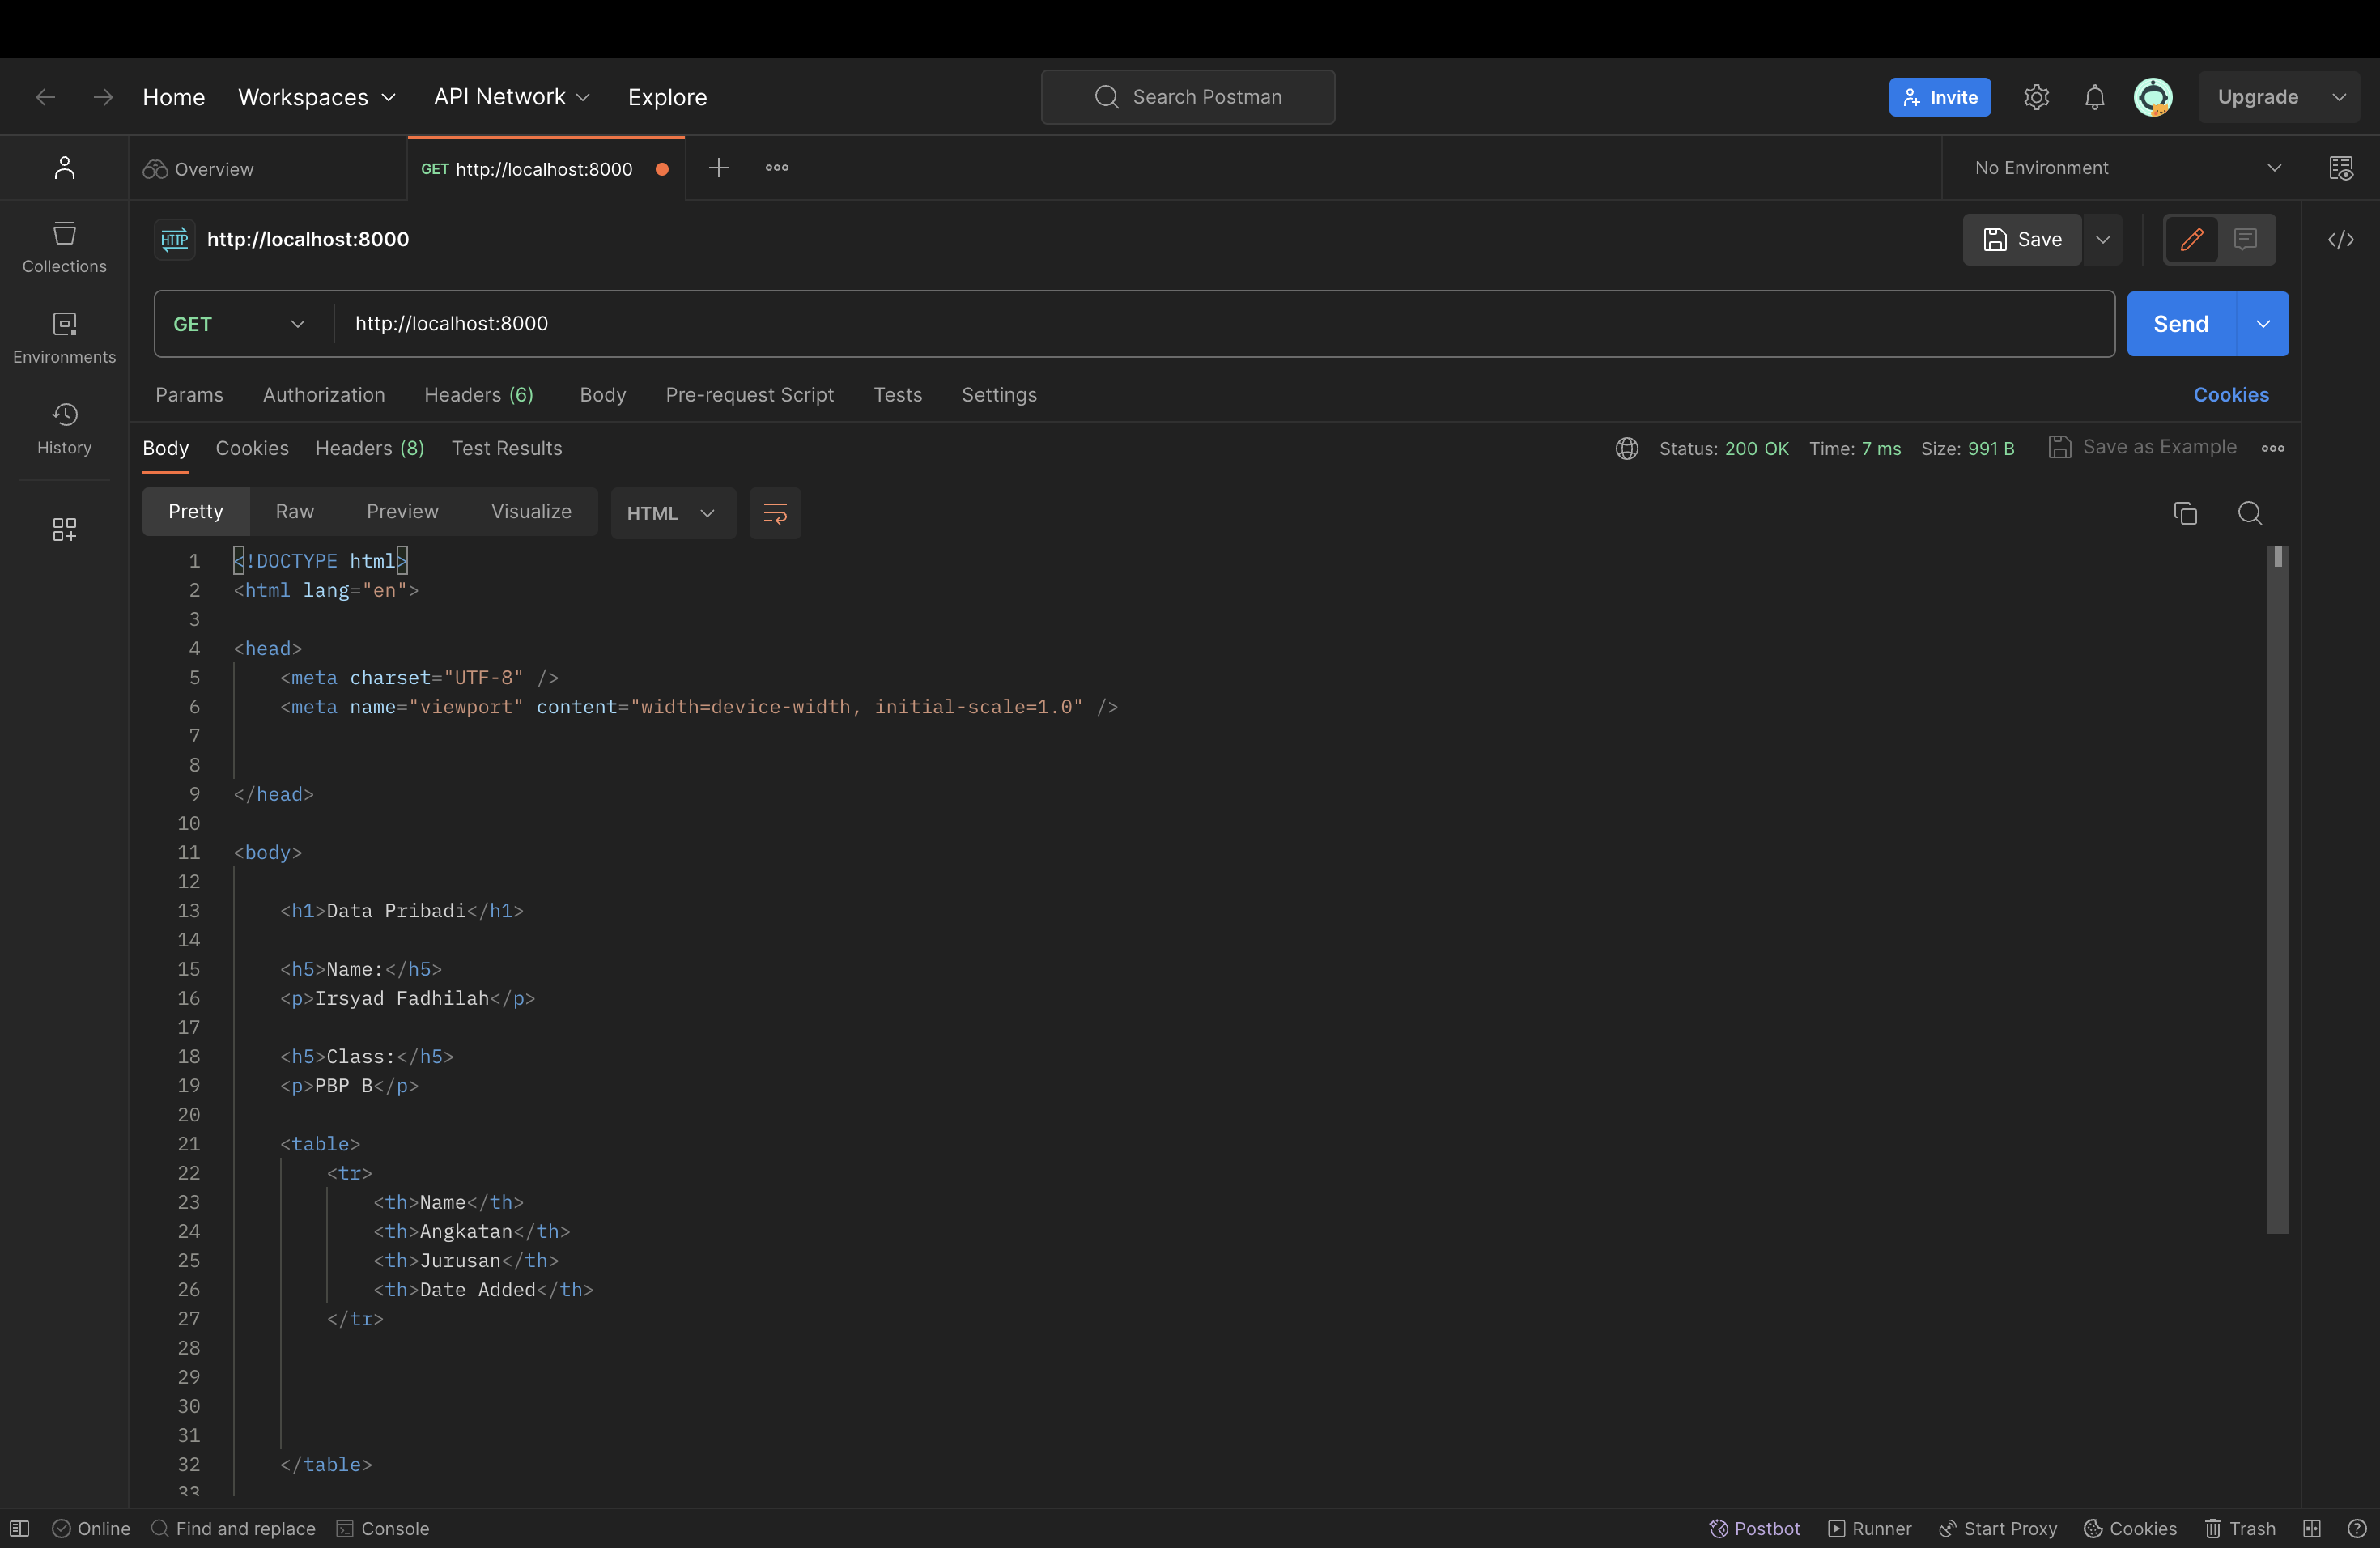 Home Workspaces API Network Explore Search Postman Invite Upgrade
Overview GET http://localhost:8000 No Environment
HTTP http://localhost:8000 Save
Collections
GET http://localhost:8000 Send
Environments
Params Authorization Headers (6) Body Pre-request Script Tests Settings Cookies
History
Body Cookies Headers (8) Test Results Status: 200 OK Time: 7 ms Size: 991 B Save as Example
Pretty Raw Preview Visualize HTML
1 <!DOCTYPE html>
2 <html lang="en">
3
4 <head>
5 <meta charset="UTF-8" />
6 <meta name="viewport" content="width=device-width, initial-scale=1.0" />
7
8
9 </head>
10
11 <body>
12
13 <h1>Data Pribadi</h1>
14
15 <h5>Name:</h5>
16 <p>Irsyad Fadhilah</p>
17
18 <h5>Class:</h5>
19 <p>PBP B</p>
20
21 <table>
22 <tr>
23 <th>Name</th>
24 <th>Angkatan</th>
25 <th>Jurusan</th>
26 <th>Date Added</th>
27 </tr>
28
29
30
31
32 </table>
33
Online Find and replace Console Postbot Runner Start Proxy Cookies Trash